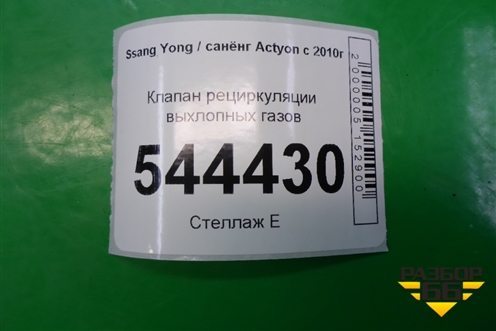 Ssang Yong / санёнг Actyon с 2010г
Клапан рециркуляции
выхлопных газов
544430
Стеллаж Е
2000005152900
РАЗБОР
66